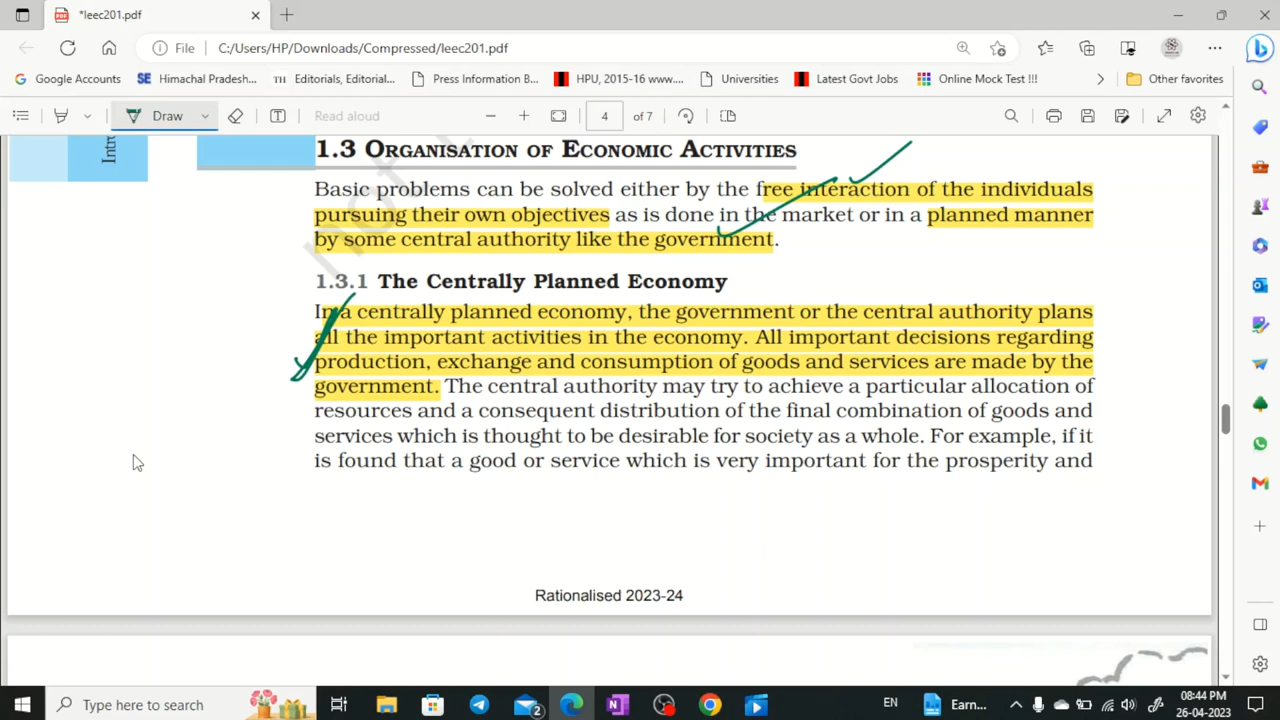 *leec201.pdf
File
C:/Users/HP/Downloads/Compressed/leec201.pdf
Google Accounts
SE Himachal Pradesh...
TH Editorials, Editorial...
Press Information B...
HPU, 2015-16 www....
Universities
Latest Govt Jobs
Online Mock Test !!!
Other favorites
Draw
Read aloud
4
of 7
Intr
not
1.3 ORGANISATION OF ECONOMIC ACTIVITIES
Basic problems can be solved either by the free interaction of the individuals
pursuing their own objectives as is done in the market or in a planned manner
by some central authority like the government.
1.3.1 The Centrally Planned Economy
In a centrally planned economy, the government or the central authority plans
all the important activities in the economy. All important decisions regarding
production, exchange and consumption of goods and services are made by the
government. The central authority may try to achieve a particular allocation of
resources and a consequent distribution of the final combination of goods and
services which is thought to be desirable for society as a whole. For example, if it
is found that a good or service which is very important for the prosperity and
Rationalised 2023-24
Type here to search
2
EN
Earn...
08:44 PM
26-04-2023